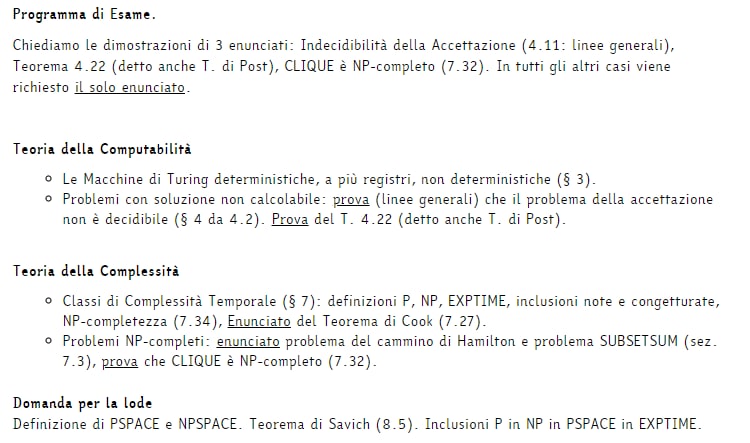 Programma di Esame.
Chiediamo le dimostrazioni di 3 enunciati: Indecidibilità della Accettazione (4.11: linee generali),
Teorema 4.22 (detto anche T. di Post), CLIQUE è NP-completo (7.32). In tutti gli altri casi viene
richiesto il solo enunciato.
Teoria della Computabilità
Le Macchine di Turing deterministiche, a più registri, non deterministiche (§ 3).
Problemi con soluzione non calcolabile: prova (linee generali) che il problema della accettazione
non è decidibile (§ 4 da 4.2). Prova del T. 4.22 (detto anche T. di Post).
Teoria della Complessità
Classi di Complessità Temporale (§ 7): definizioni P, NP, EXPTIME, inclusioni note e congetturate,
NP-completezza (7.34), Enunciato del Teorema di Cook (7.27).
Problemi NP-completi: enunciato problema del cammino di Hamilton e problema SUBSETSUM (sez.
7.3), prova che CLIQUE è NP-completo (7.32).
Domanda per la lode
Definizione di PSPACE e NPSPACE. Teorema di Savich (8.5). Inclusioni P in NP in PSPACE in EXPTIME.